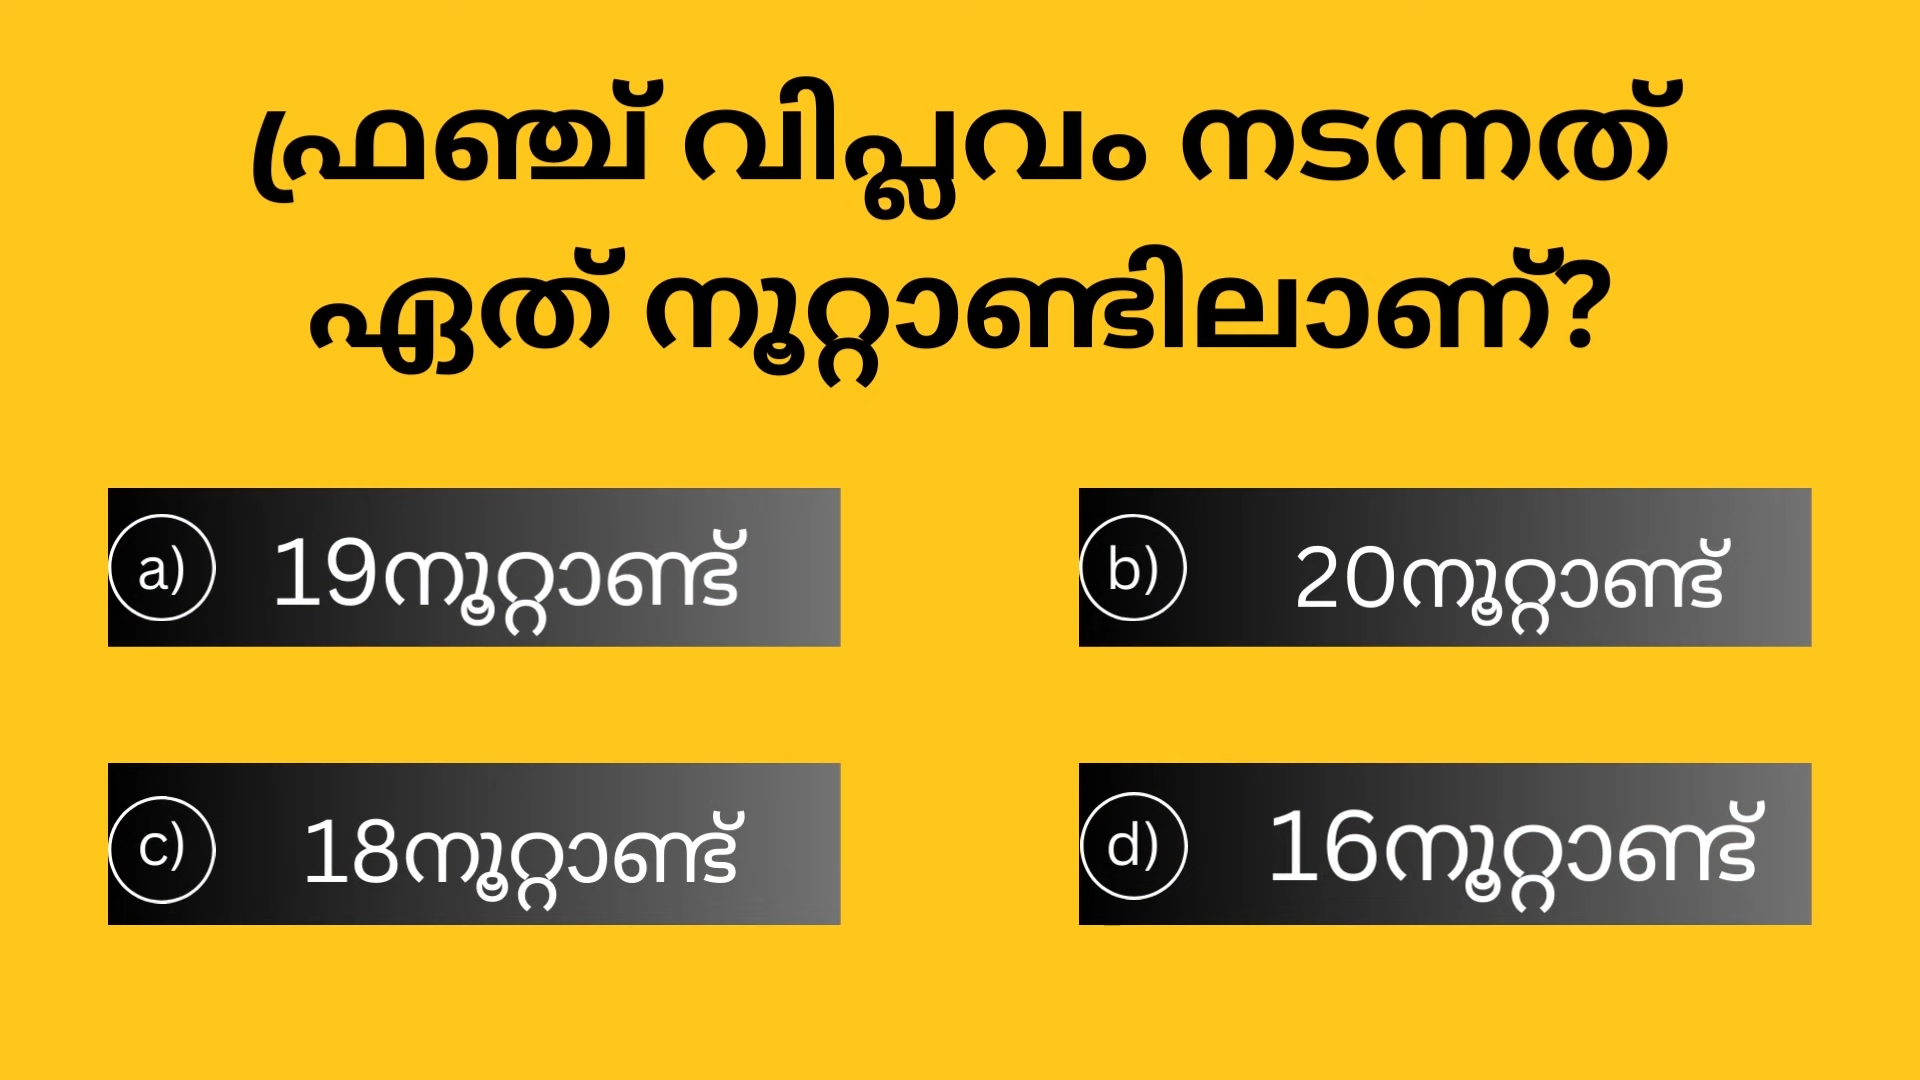 ഫ്രഞ്ച് വിപ്ലവം നടന്നത്
ഏത് നൂറ്റാണ്ടിലാണ്?
a) 19നൂറ്റാണ്ട്
b) 20നൂറ്റാണ്ട്
c) 18നൂറ്റാണ്ട്
d) 16നൂറ്റാണ്ട്